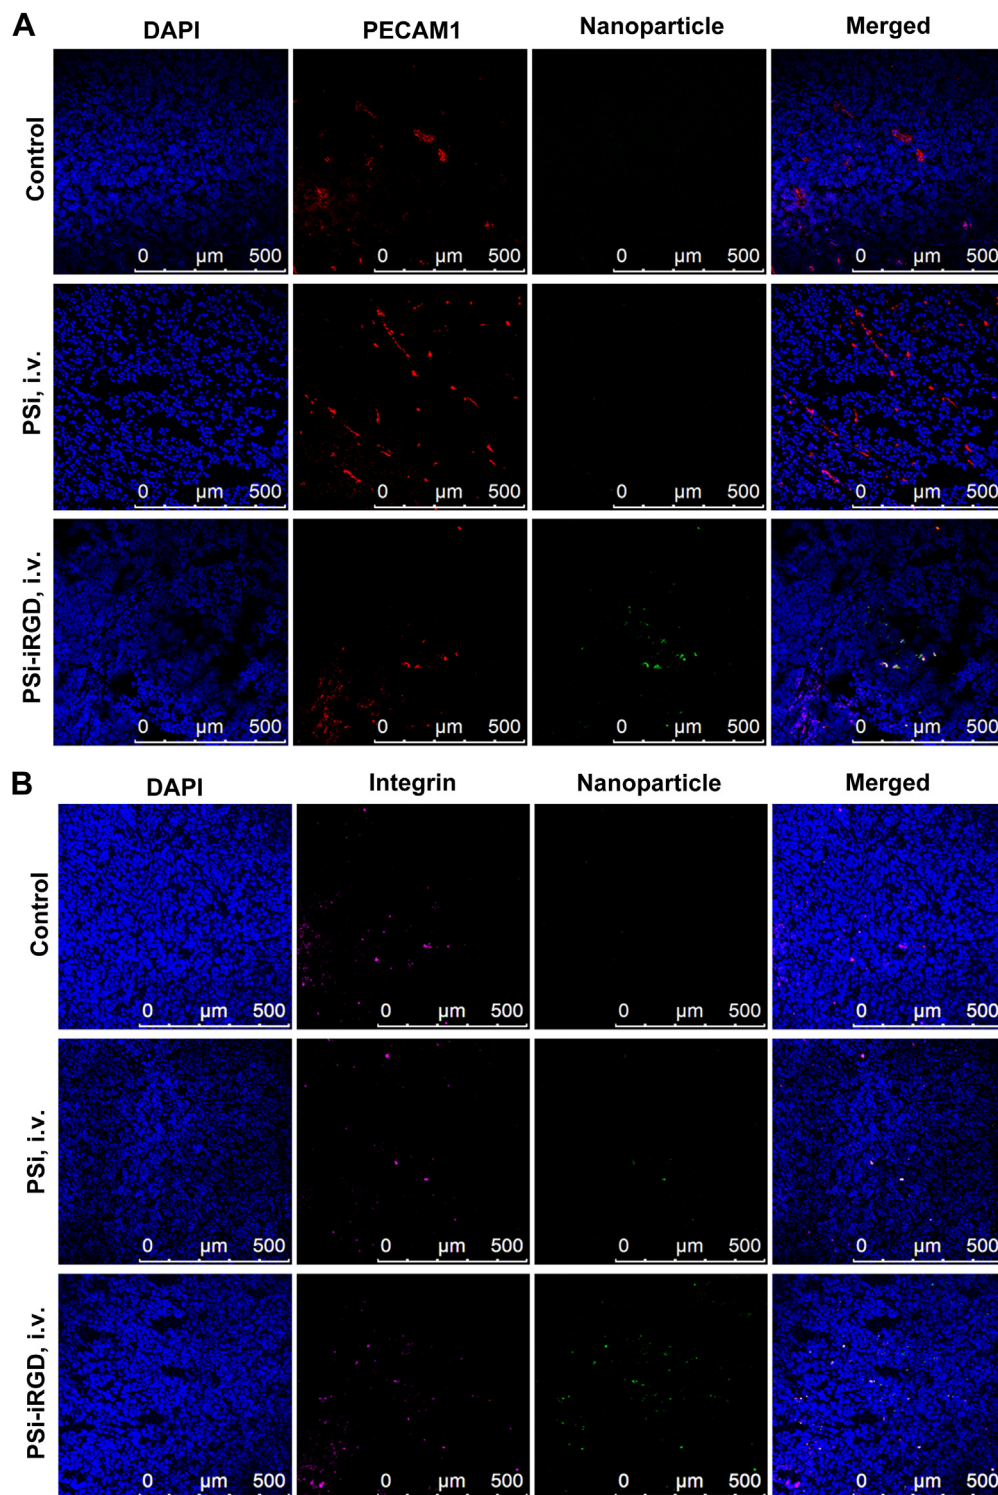 A
DAPI PECAM1 Nanoparticle Merged
Control
0 µm 500 0 µm 500 0 µm 500 0 µm 500
PSi, i.v.
0 µm 500 0 µm 500 0 µm 500 0 µm 500
PSi-iRGD, i.v.
0 µm 500 0 µm 500 0 µm 500 0 µm 500
B
DAPI Integrin Nanoparticle Merged
Control
0 µm 500 0 µm 500 0 µm 500 0 µm 500
PSi, i.v.
0 µm 500 0 µm 500 0 µm 500 0 µm 500
PSi-iRGD, i.v.
0 µm 500 0 µm 500 0 µm 500 0 µm 500